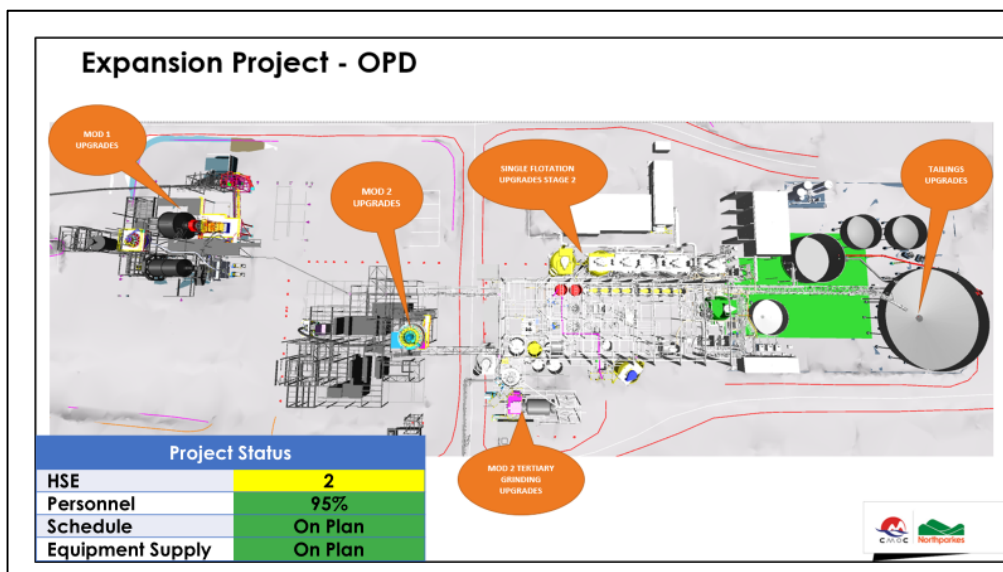 Expansion Project - OPD
MOD 1
UPGRADES
MOD 2
UPGRADES
SINGLE FLOTATION
UPGRADES STAGE 2
TAILINGS
UPGRADES
MOD 2 TERTIARY
GRINDING
UPGRADES
Project Status
HSE 2
Personnel 95%
Schedule On Plan
Equipment Supply On Plan
CMOC
Northparkes